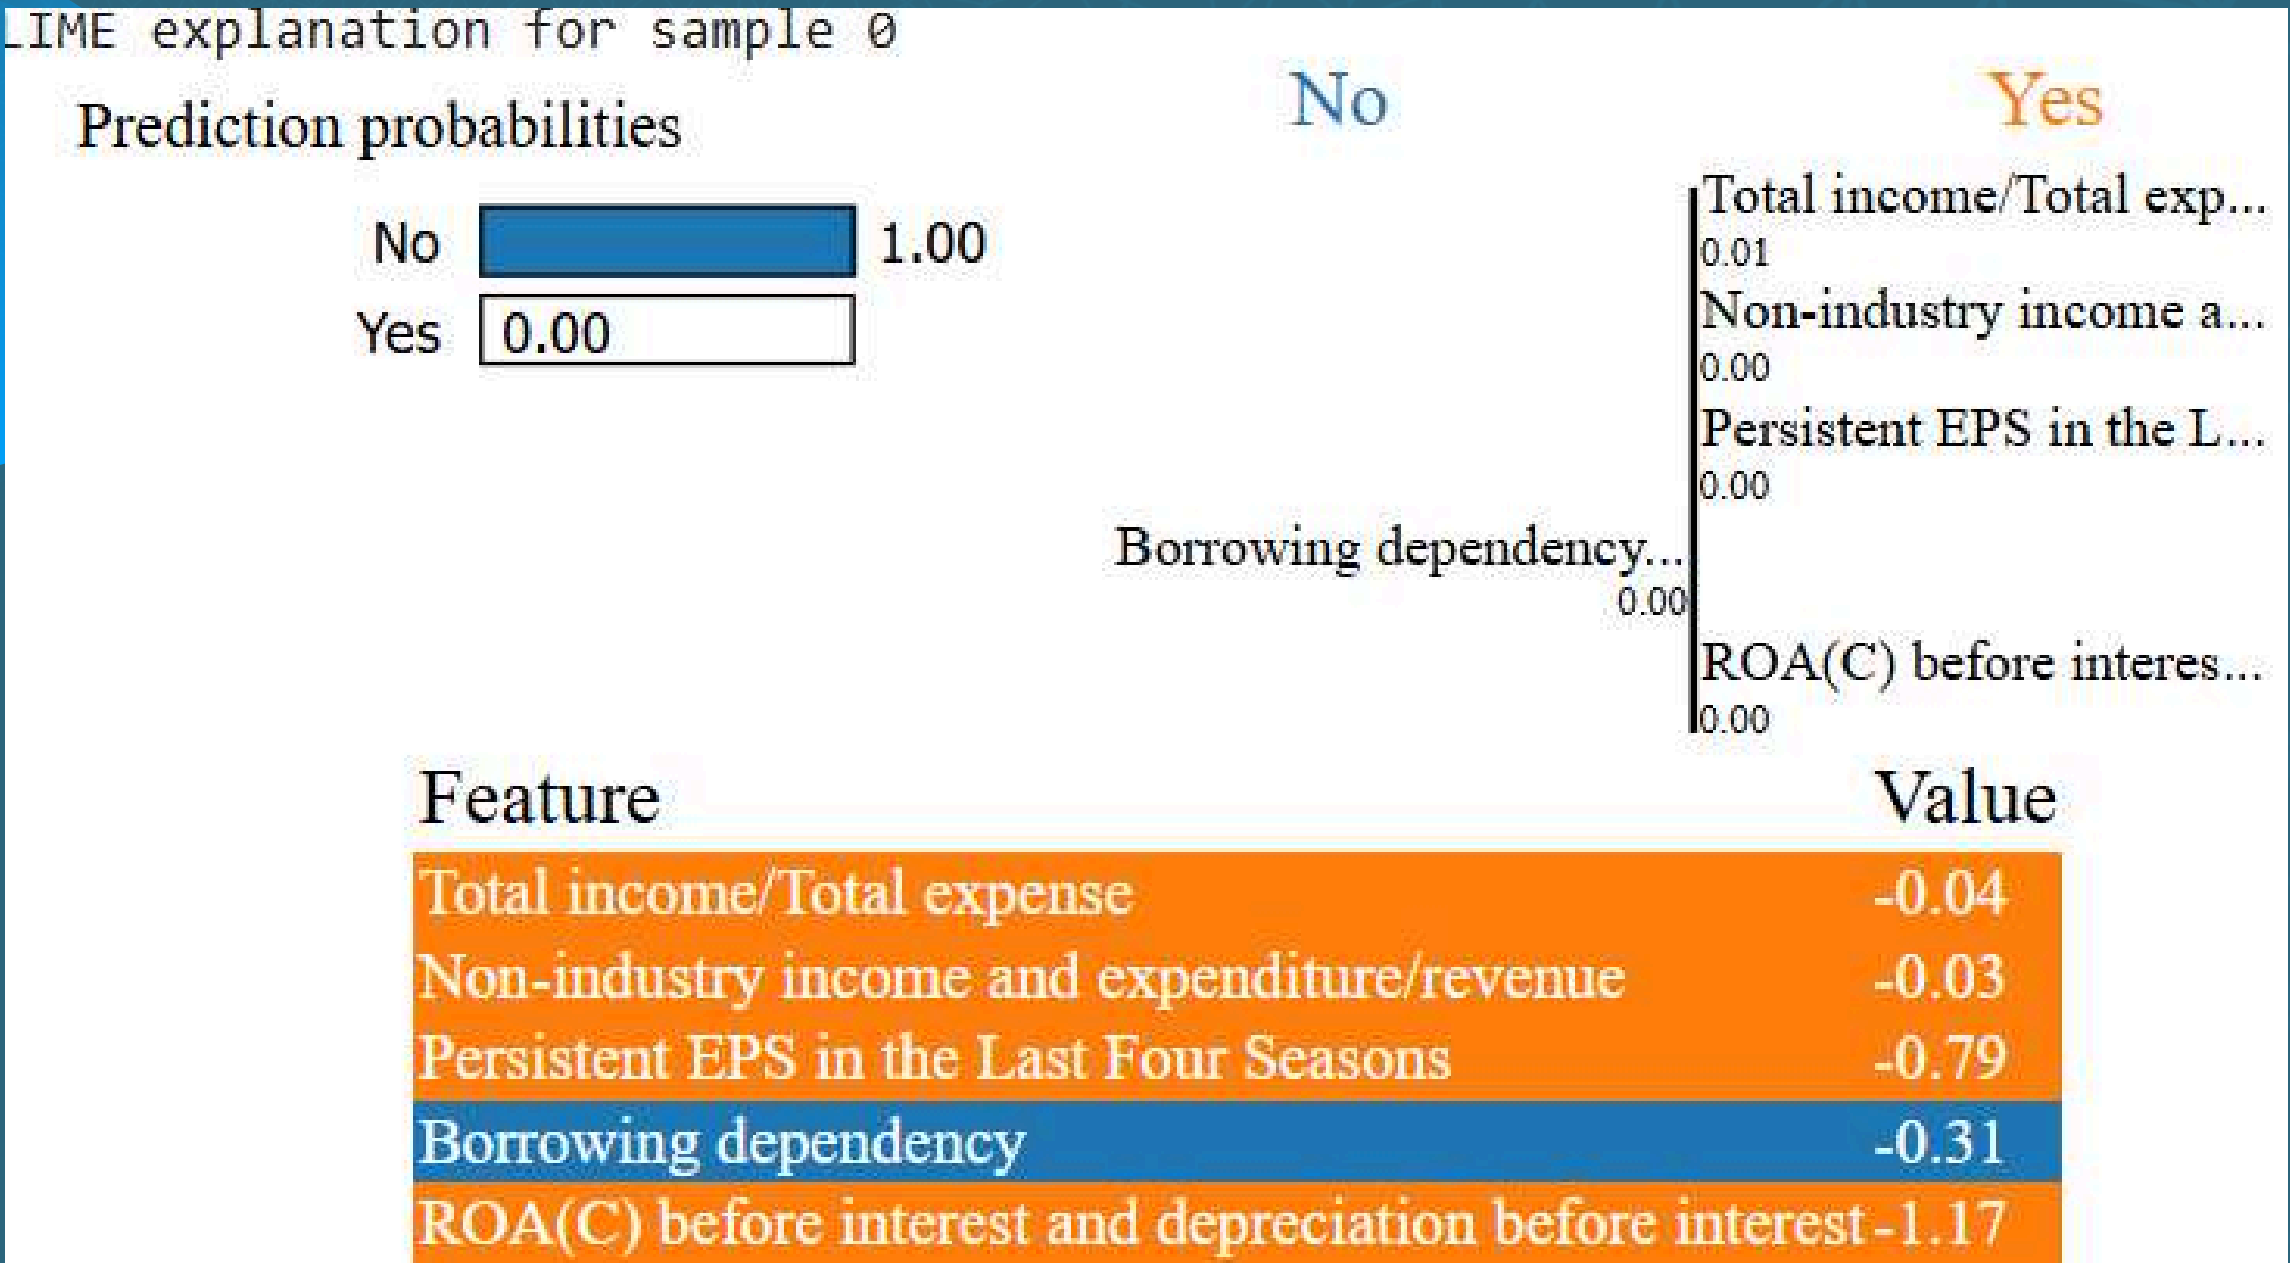 LIME explanation for sample 0
Prediction probabilities
No 1.00
Yes 0.00
No Yes
Total income/Total exp...
0.01
Non-industry income a...
0.00
Persistent EPS in the L...
0.00
Borrowing dependency...
0.00
ROA(C) before interes...
0.00
Feature Value
Total income/Total expense -0.04
Non-industry income and expenditure/revenue -0.03
Persistent EPS in the Last Four Seasons -0.79
Borrowing dependency -0.31
ROA(C) before interest and depreciation before interest -1.17